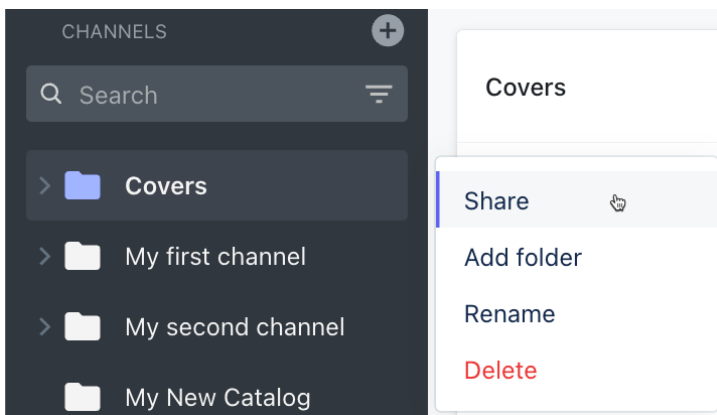 CHANNELS
Search
Covers
My first channel
My second channel
My New Catalog
Covers
Share
Add folder
Rename
Delete